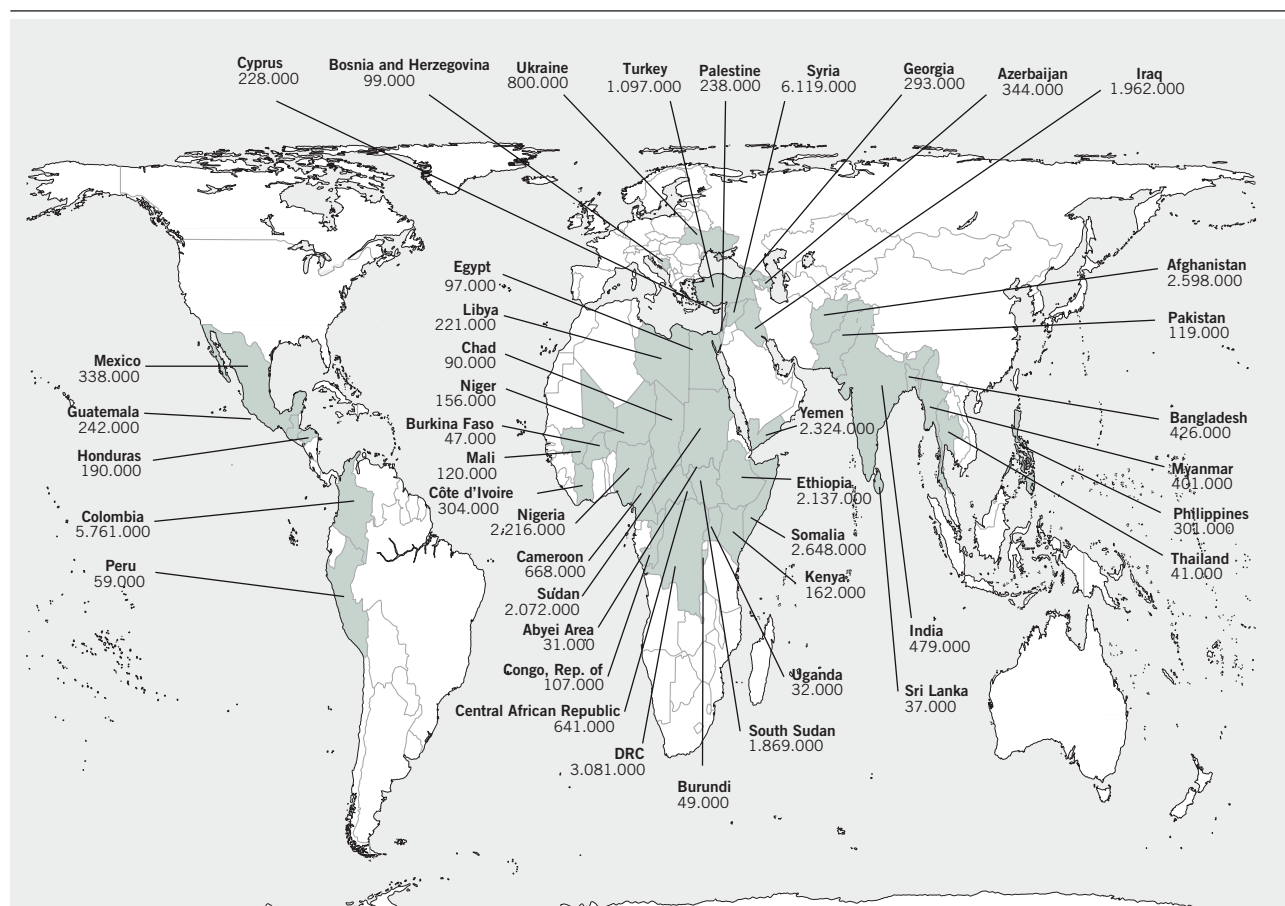 Cyprus
228.000
Bosnia and Herzegovina
99.000
Ukraine
800.000
Turkey
1.097.000
Palestine
238.000
Syria
6.119.000
Georgia
293.000
Azerbaijan
344.000
Iraq
1.962.000
Egypt
97.000
Libya
221.000
Chad
90.000
Niger
156.000
Burkina Faso
47.000
Mali
120.000
Côte d'Ivoire
304.000
Nigeria
2.216.000
Cameroon
668.000
Sudan
2.072.000
Abyei Area
31.000
Congo, Rep. of
107.000
Central African Republic
641.000
DRC
3.081.000
Burundi
49.000
South Sudan
1.869.000
Uganda
32.000
Kenya
162.000
Somalia
2.648.000
Ethiopia
2.137.000
Yemen
2.324.000
Mexico
338.000
Guatemala
242.000
Honduras
190.000
Colombia
5.761.000
Peru
59.000
Afghanistan
2.598.000
Pakistan
119.000
Bangladesh
426.000
Myanmar
401.000
Philippines
301.000
Thailand
41.000
India
479.000
Sri Lanka
37.000